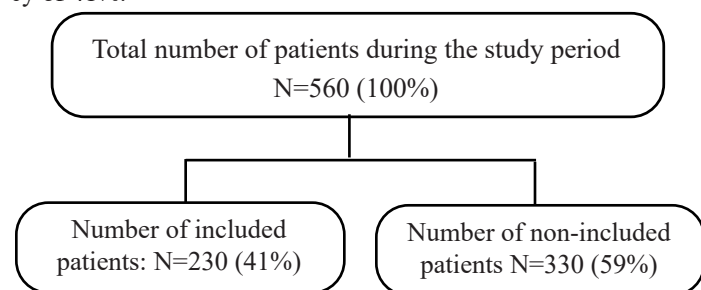 Total number of patients during the study period
N=560 (100%)
Number of included
patients: N=230 (41%)
Number of non-included
patients N=330 (59%)